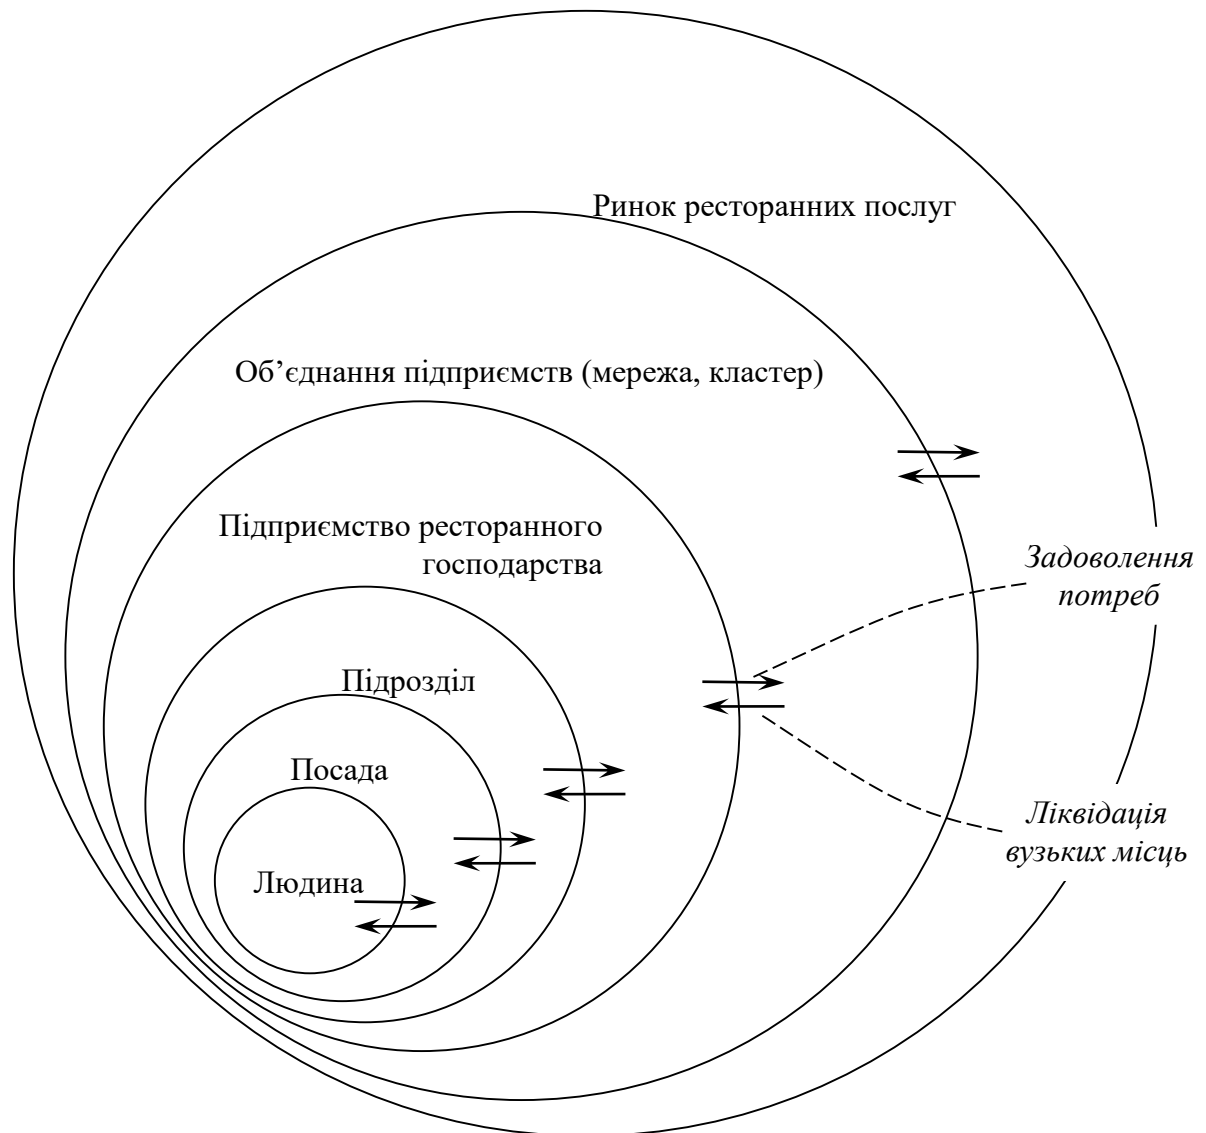 Ринок ресторанних послуг
Об’єднання підприємств (мережа, кластер)
Підприємство ресторанного
господарства
Задоволення
потреб
Підрозділ
Посада
Ліквідація
вузьких місць
Людина